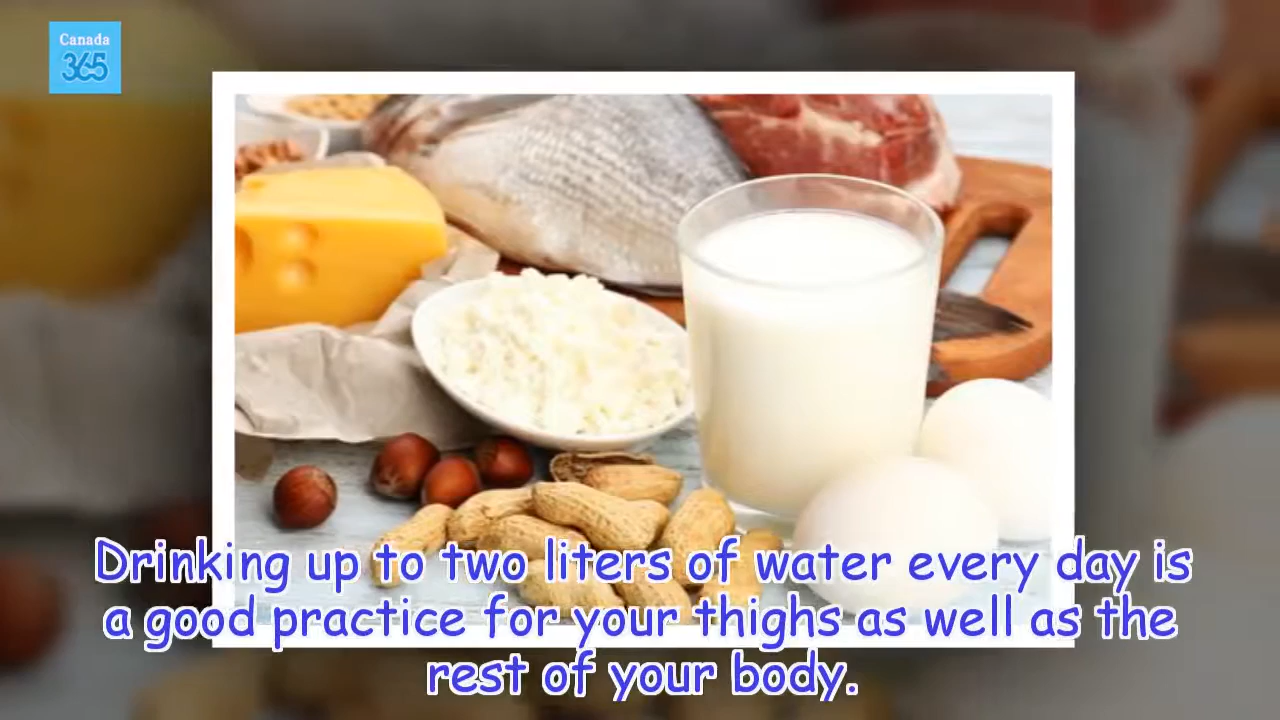 Canada
365
Drinking up to two liters of water every day is
a good practice for your thighs as well as the
rest of your body.